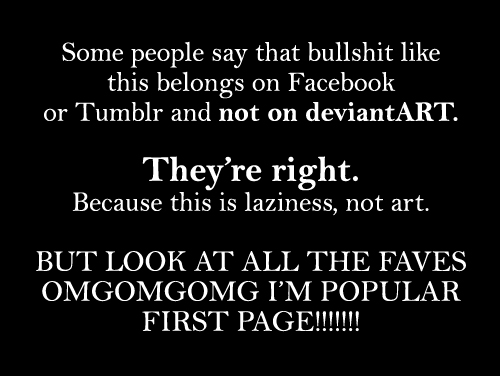 Some people say that bullshit like
this belongs on Facebook
or Tumblr and not on deviantART.
They’re right.
Because this is laziness, not art.
BUT LOOK AT ALL THE FAVES
OMGOMGOMG I’M POPULAR
FIRST PAGE!!!!!!!